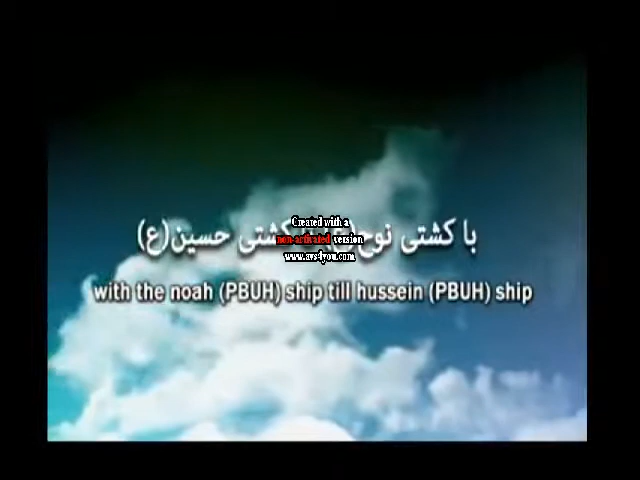 با کشتی نوح(ع) کشتی حسین(ع)
Created with a
non-activated version
www.avs4you.com
with the noah (PBUH) ship till hussein (PBUH) ship